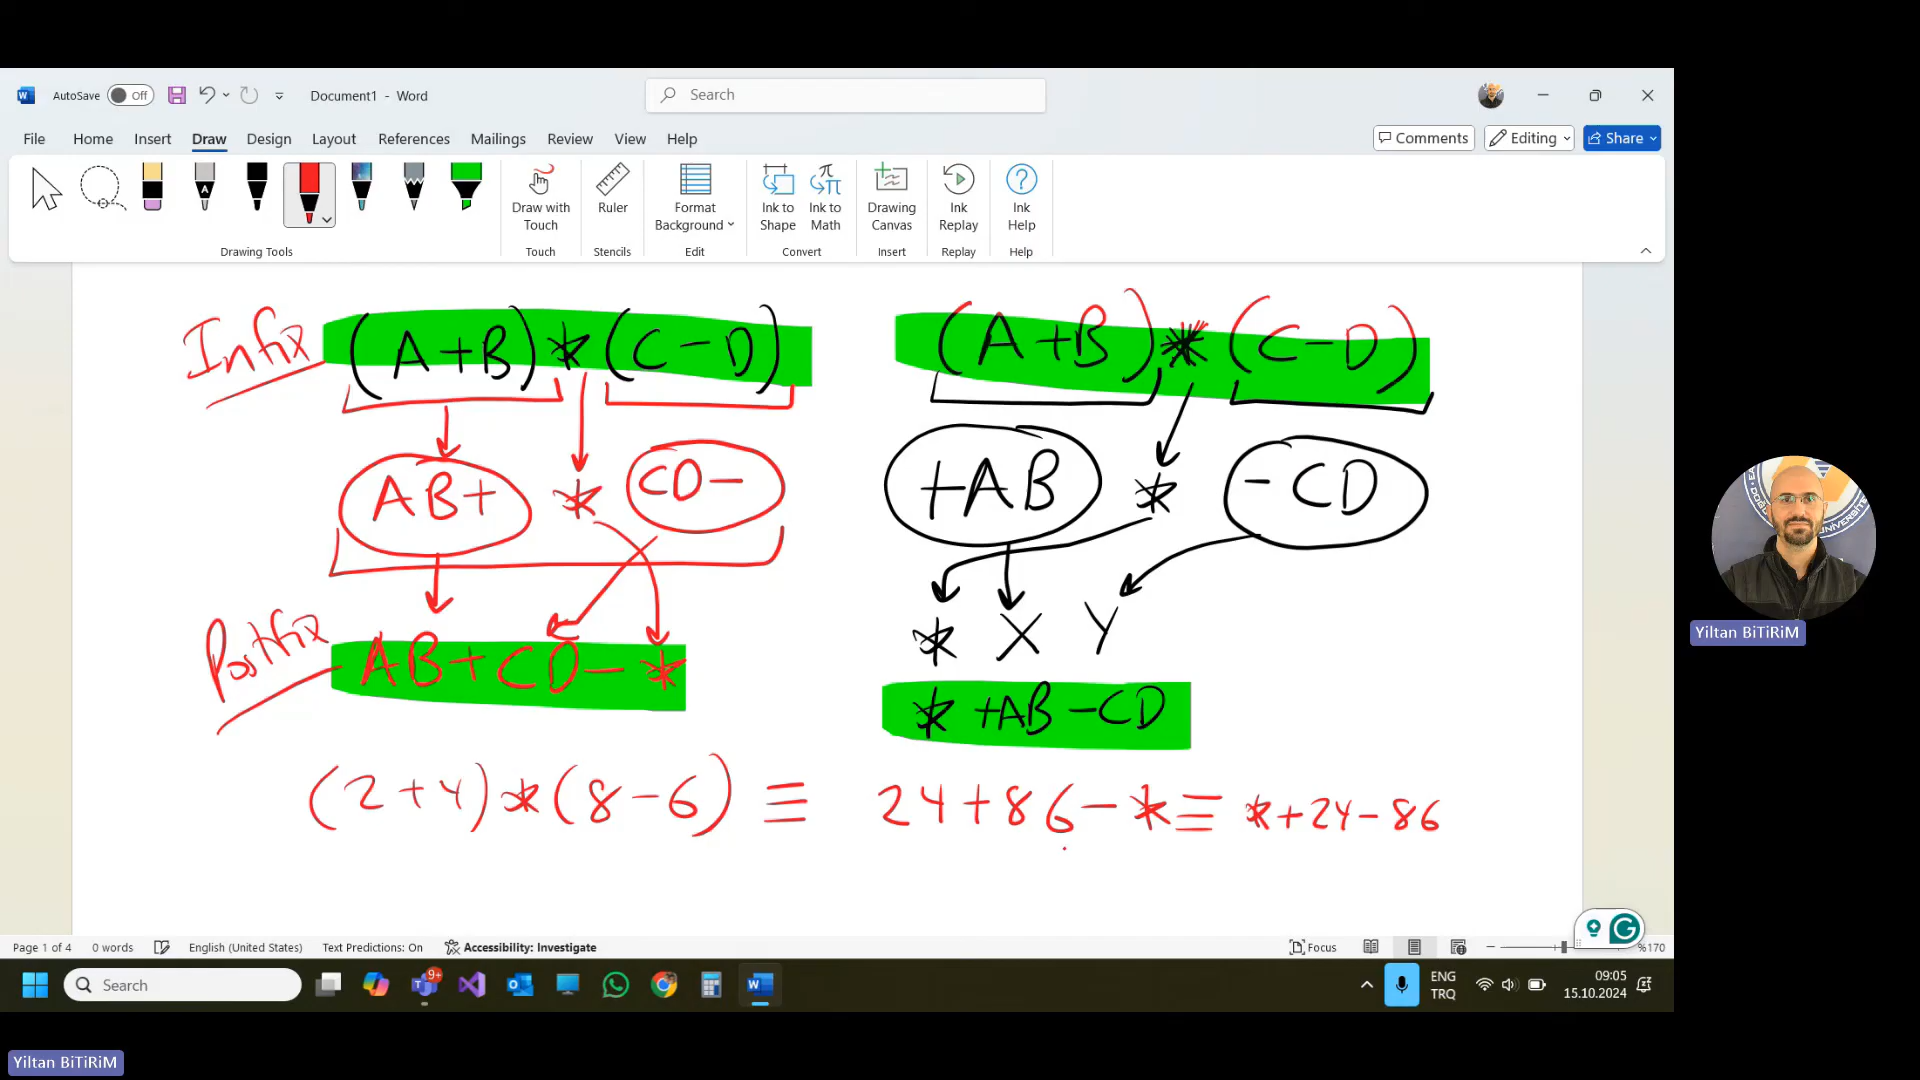 AutoSave Off Document1 - Word Search
File Home Insert Draw Design Layout References Mailings Review View Help Comments Editing Share
Draw with Touch Ruler Format Background Ink to Shape Ink to Math Drawing Canvas Ink Replay Ink Help
Drawing Tools Touch Stencils Edit Convert Insert Replay Help
Infix (A+B)*(C-D) (A+B)*(C-D)
AB+ * CD- +AB * -CD
* X Y
Postfix AB+CD-* *+AB-CD
(2+4)*(8-6) ≡ 24+86-* ≡ *+24-86
Yiltan BiTiRiM
Page 1 of 4 0 words English (United States) Text Predictions: On Accessibility: Investigate Focus %170
Search 9+ ENG TRQ 09:05 15.10.2024
Yiltan BiTiRiM